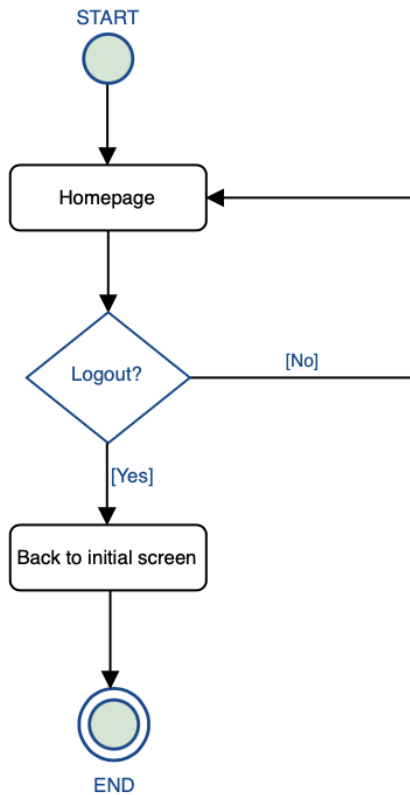 START
Homepage
Logout?
[No]
[Yes]
Back to initial screen
END